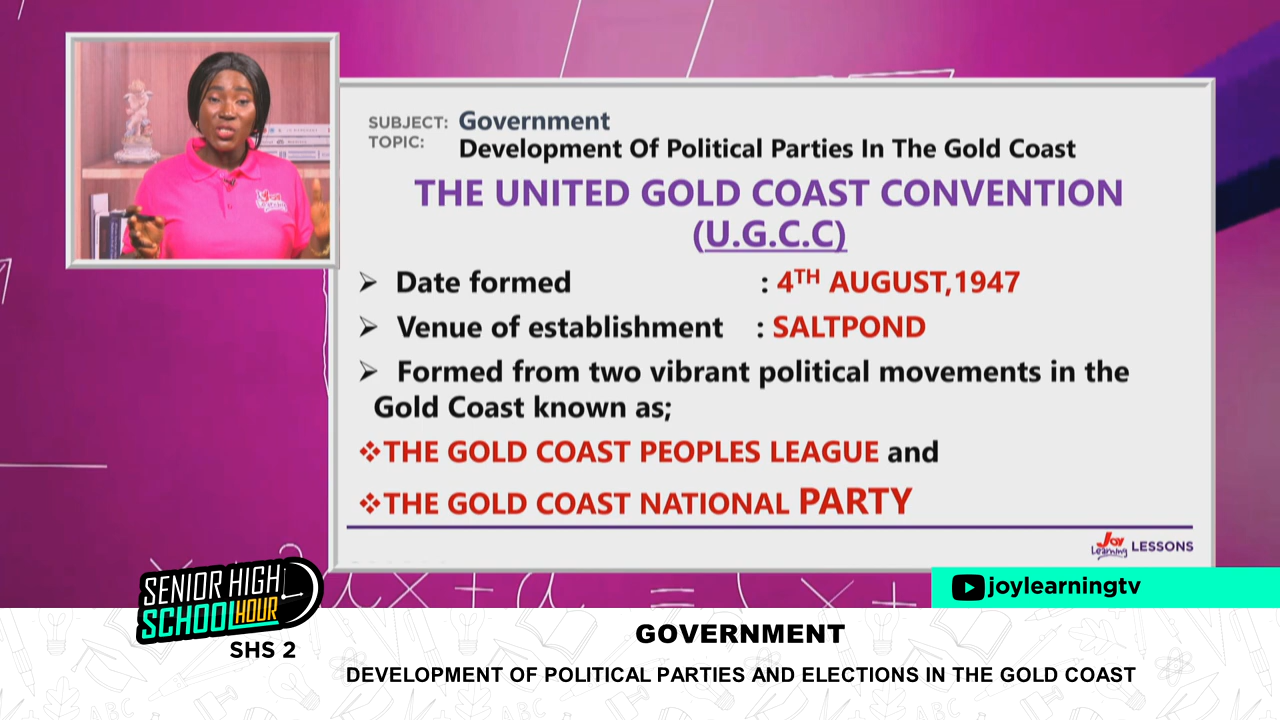 SUBJECT: Government
TOPIC: Development Of Political Parties In The Gold Coast
THE UNITED GOLD COAST CONVENTION
(U.G.C.C)
➢ Date formed : 4TH AUGUST,1947
➢ Venue of establishment : SALTPOND
➢ Formed from two vibrant political movements in the
Gold Coast known as;
❖THE GOLD COAST PEOPLES LEAGUE and
❖THE GOLD COAST NATIONAL PARTY
Joy Learning LESSONS
joylearningtv
SENIOR HIGH
SCHOOL HOUR
SHS 2
GOVERNMENT
DEVELOPMENT OF POLITICAL PARTIES AND ELECTIONS IN THE GOLD COAST